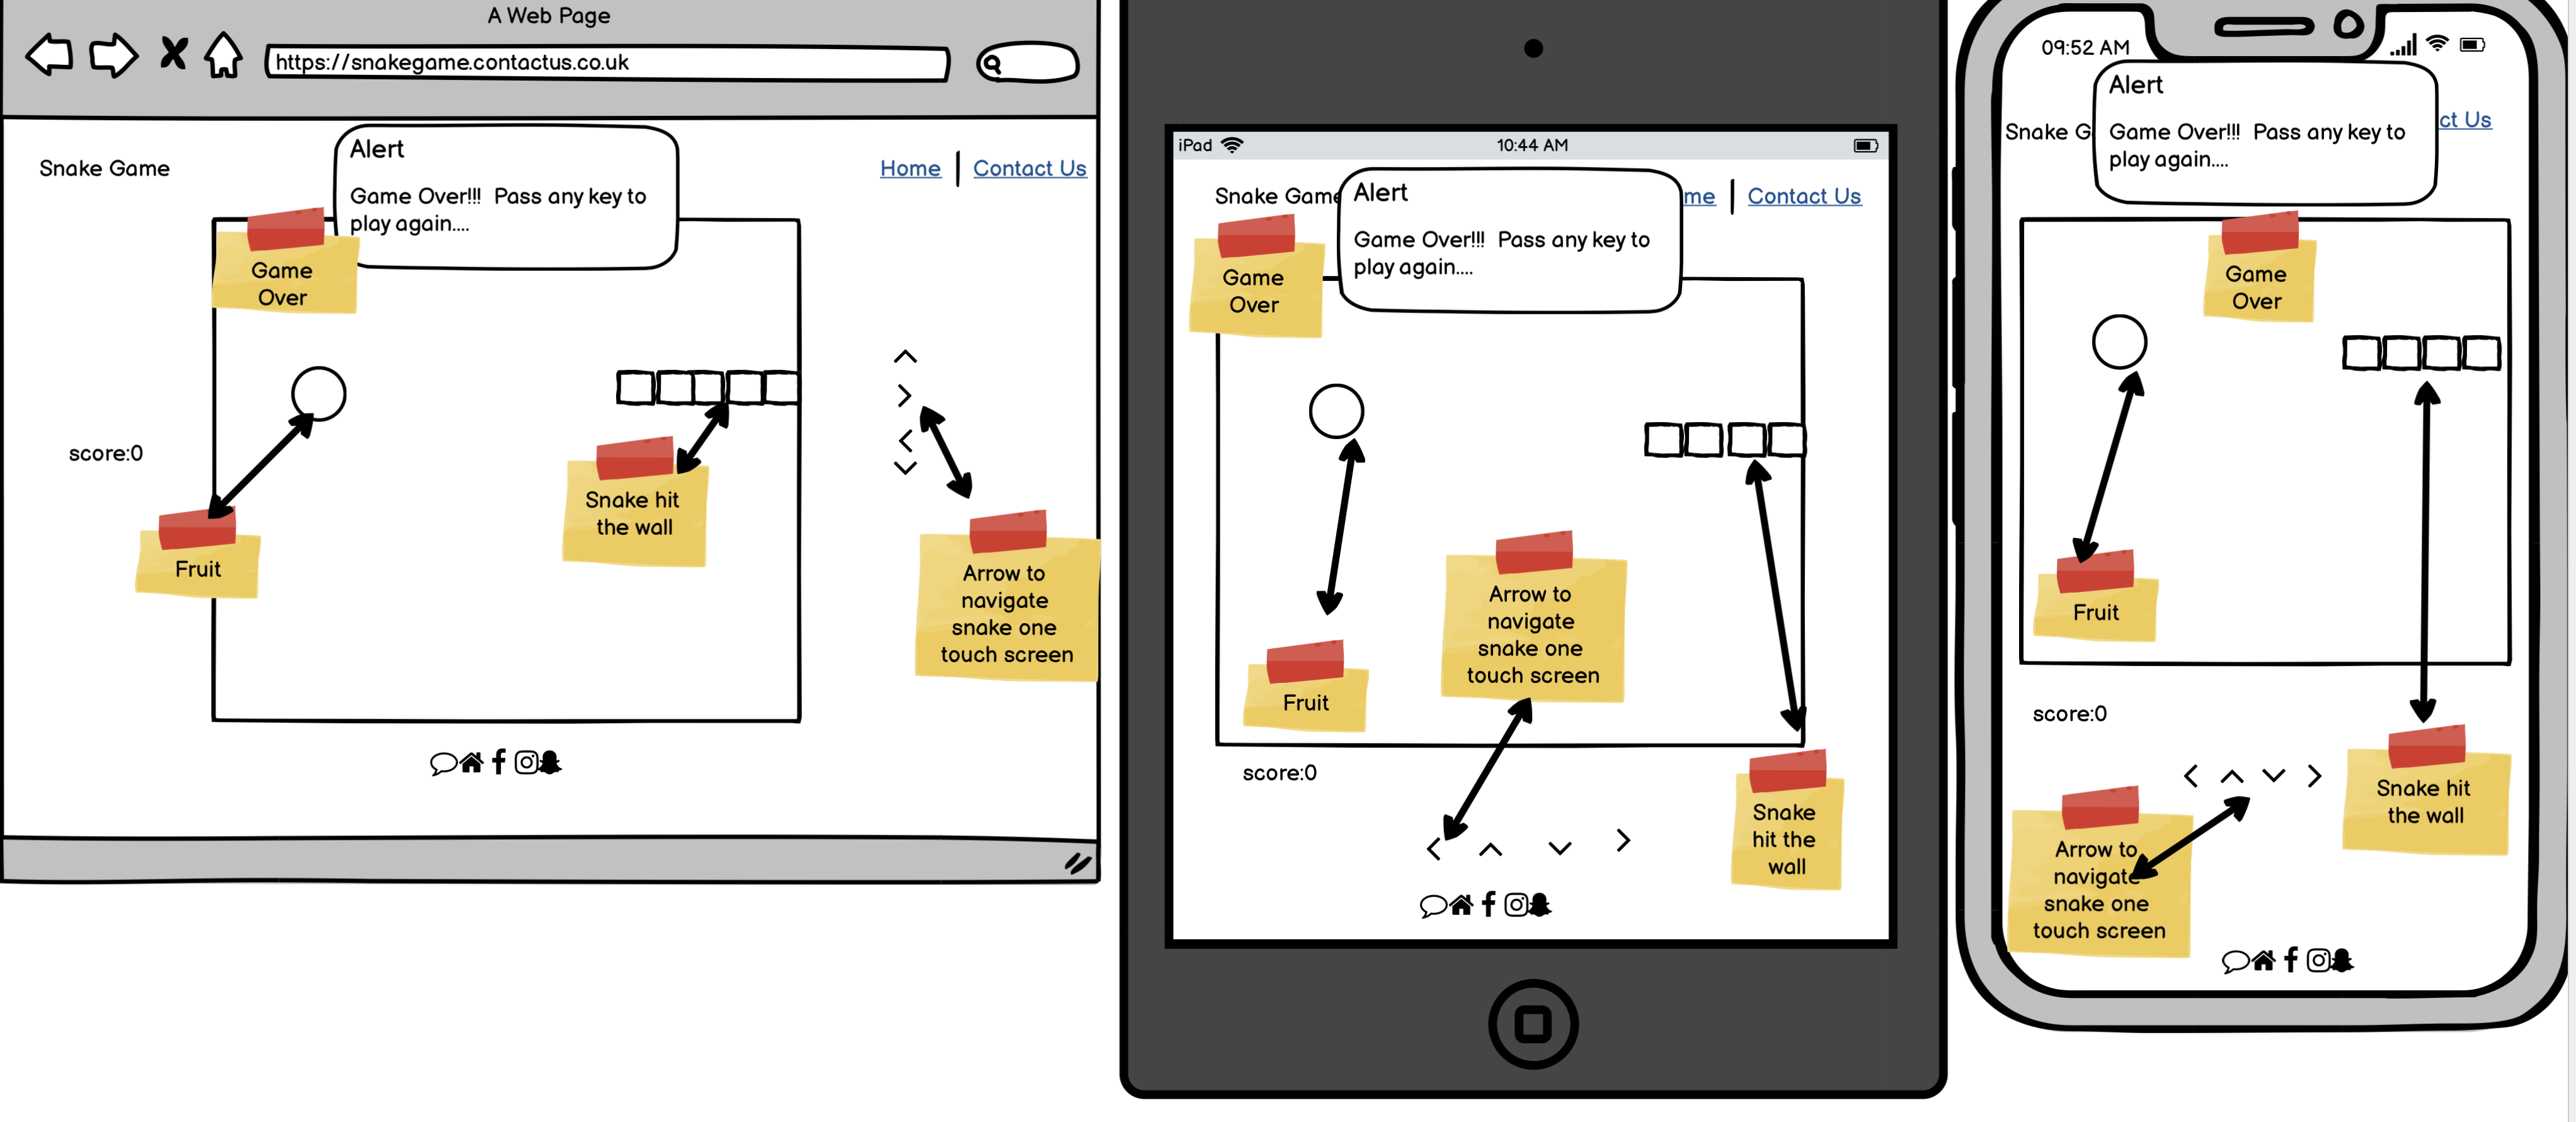 A Web Page
https://snakegame.contactus.co.uk
Snake Game
Home
Contact Us
Alert
Game Over!!!  Pass any key to
play again....
Game
Over
score:0
Fruit
Snake hit
the wall
Arrow to
navigate
snake one
touch screen
iPad
10:44 AM
Snake Game
me
Contact Us
Alert
Game Over!!!  Pass any key to
play again....
Game
Over
Arrow to
navigate
snake one
touch screen
Fruit
score:0
Snake
hit the
wall
09:52 AM
Snake G
ct Us
Alert
Game Over!!!  Pass any key to
play again....
Game
Over
Fruit
score:0
Snake hit
the wall
Arrow to
navigate
snake one
touch screen